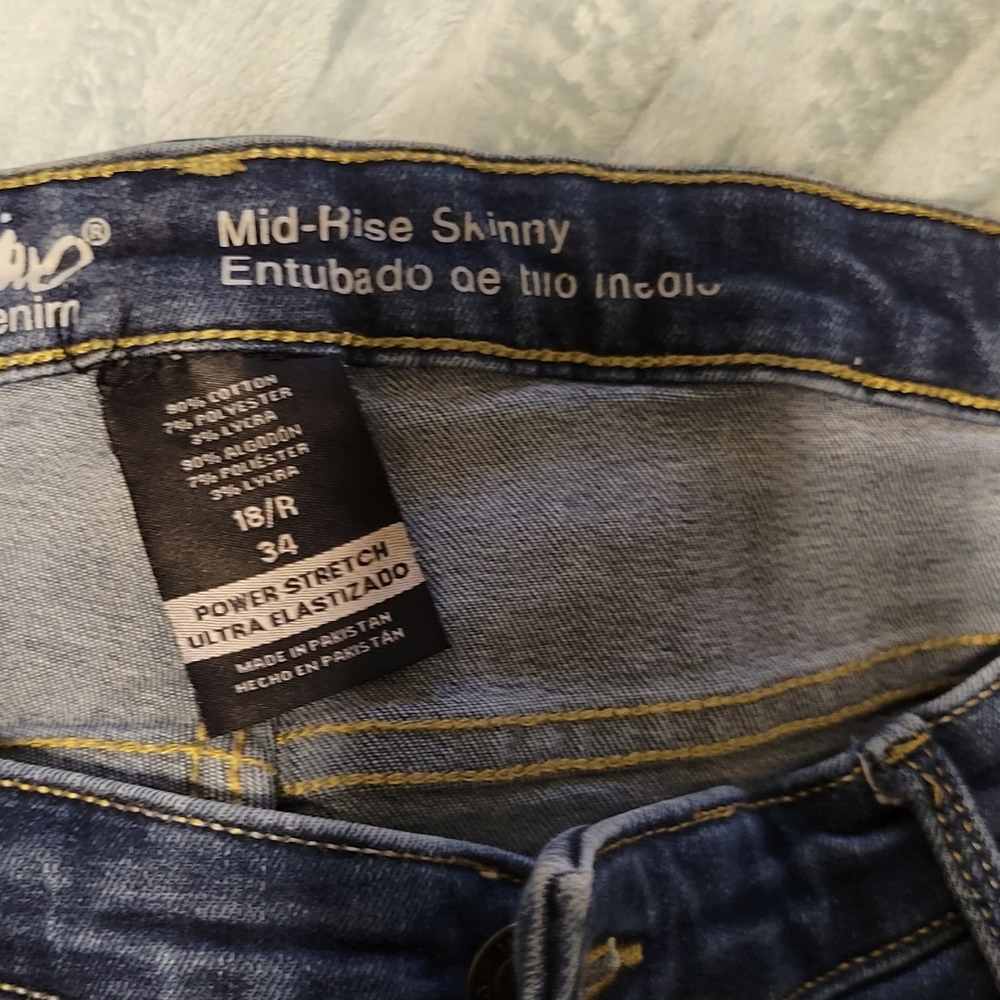 Mid-Rise Skinny
Entubado de tiro medio
90% COTTON
7% POLYESTER
3% LYCRA
90% ALGODÓN
7% POLIÉSTER
3% LYCRA
18/R
34
POWER STRETCH
ULTRA ELASTIZADO
MADE IN PAKISTAN
HECHO EN PAKISTÁN